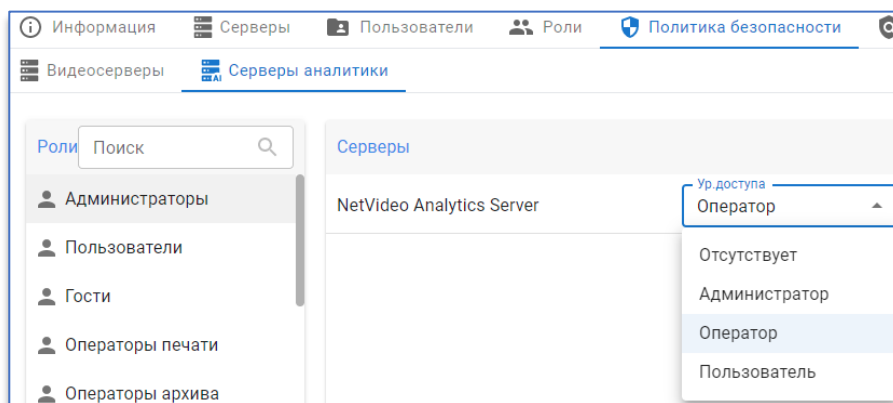 Информация Серверы Пользователи Роли Политика безопасности
Видеосерверы Серверы аналитики
Роли Поиск
Серверы
Администраторы
NetVideo Analytics Server
Ур.доступа
Оператор
Пользователи
Отсутствует
Гости
Администратор
Операторы печати
Оператор
Операторы архива
Пользователь